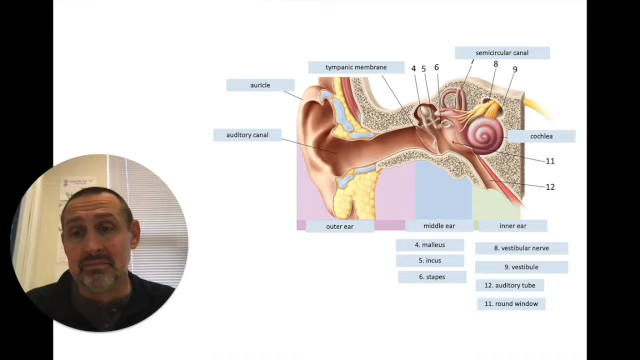 semicircular canal
tympanic membrane
4 5 6 8 9
auricle
auditory canal
cochlea
11
12
outer ear
middle ear
inner ear
4. malleus
8. vestibular nerve
5. incus
9. vestibule
6. stapes
12. auditory tube
11. round window